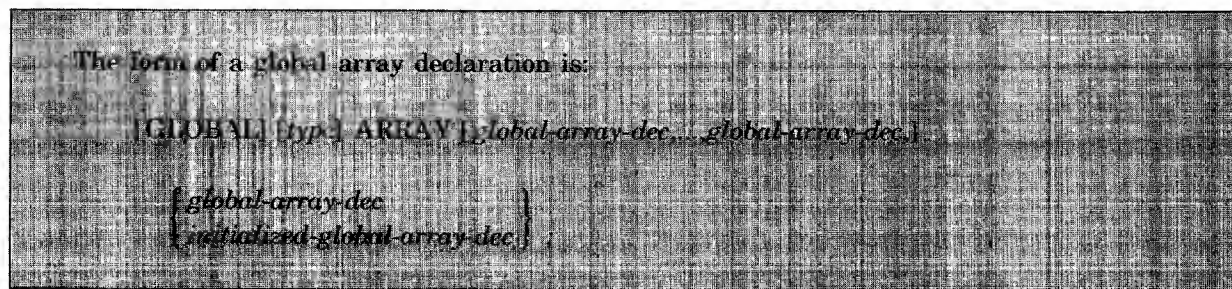 The form of a global array declaration is:
[GLOBAL] [type] ARRAY [global-array-dec,...,global-array-dec,]
global-array-dec
initialized-global-array-dec